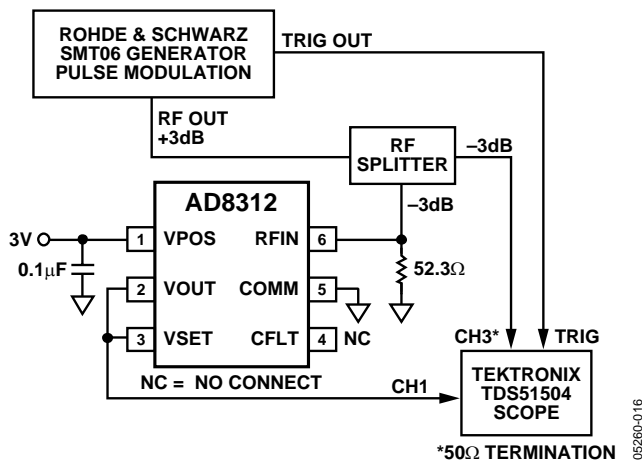 ROHDE & SCHWARZ
SMT06 GENERATOR
PULSE MODULATION
TRIG OUT
RF OUT
+3dB
RF
SPLITTER
–3dB
–3dB
AD8312
3V
1
VPOS
RFIN
6
0.1µF
52.3Ω
2
VOUT
COMM
5
3
VSET
CFLT
4
NC
NC = NO CONNECT
CH1
CH3*
TRIG
TEKTRONIX
TDS51504
SCOPE
*50Ω TERMINATION
05260-016